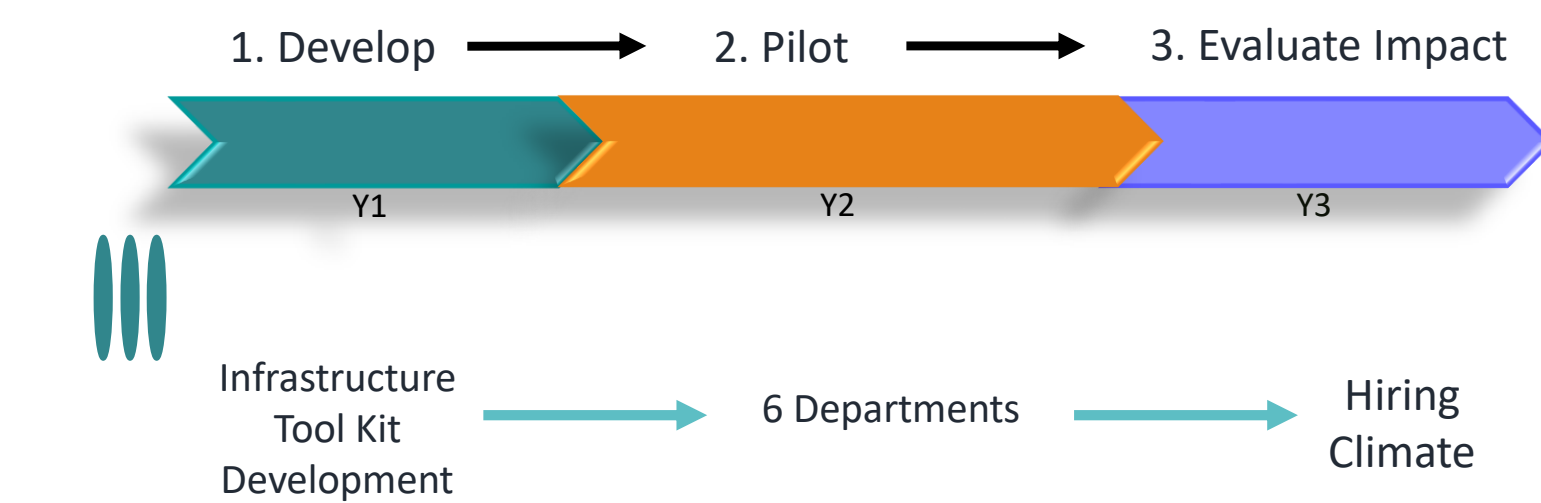 1. Develop
2. Pilot
3. Evaluate Impact
Y1
Y2
Y3
Infrastructure
Tool Kit
Development
6 Departments
Hiring
Climate